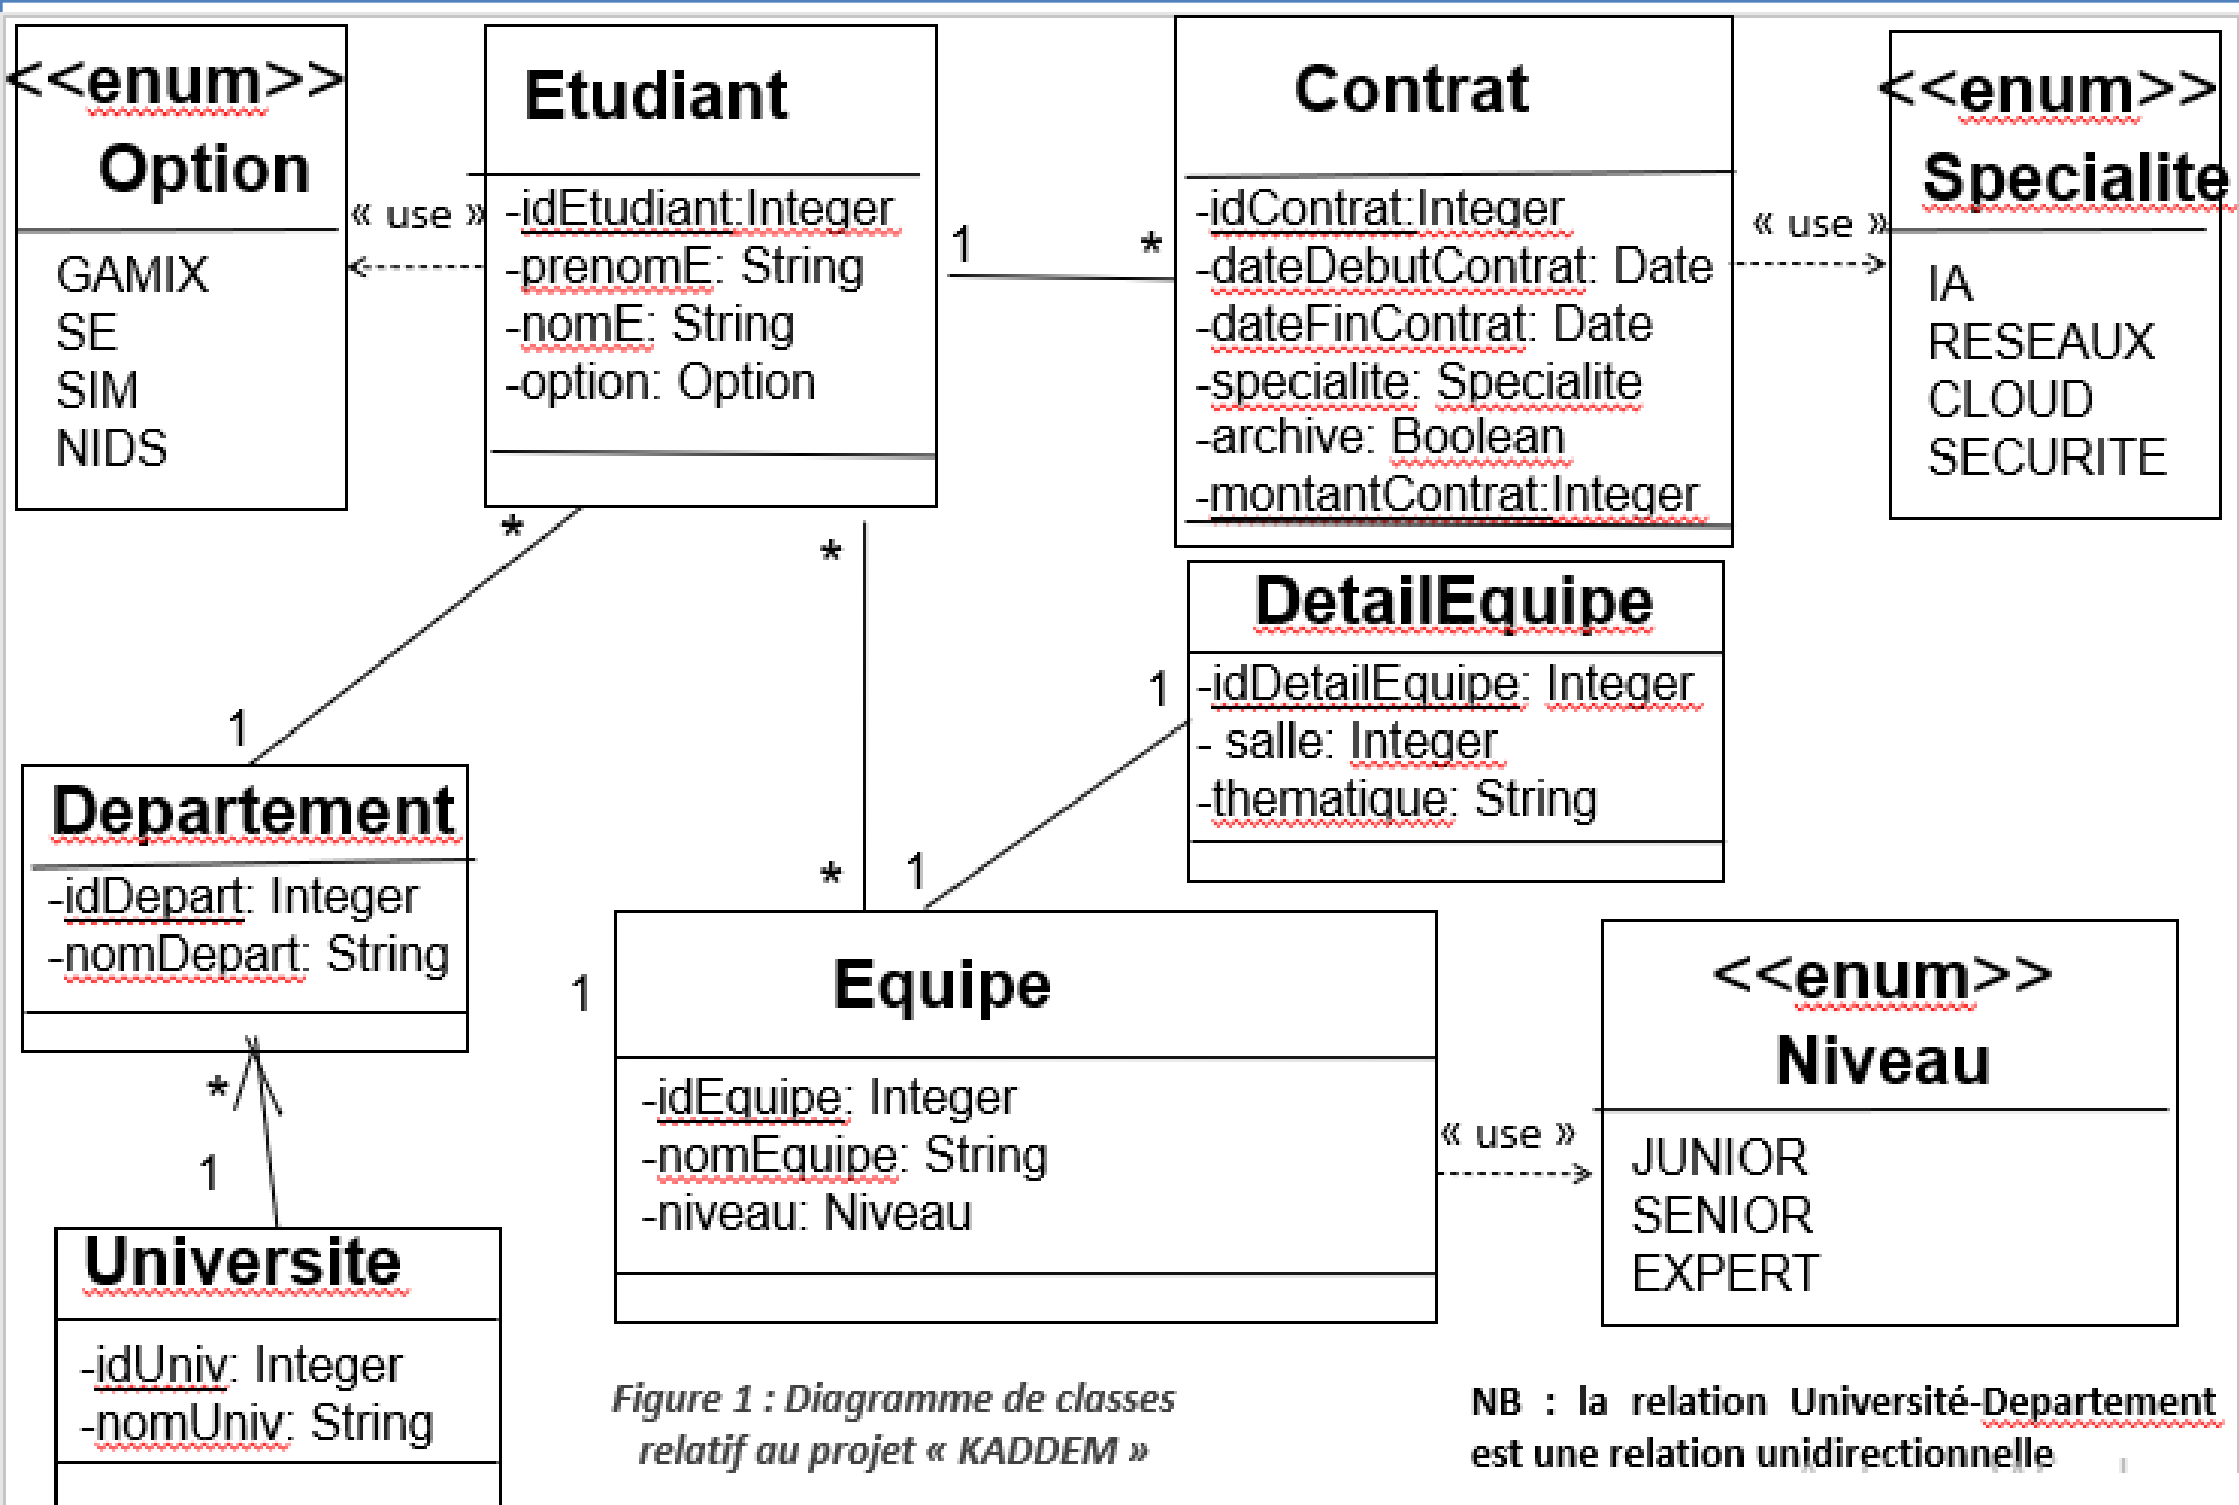 <<enum>>
Option
GAMIX
SE
SIM
NIDS
« use »
Etudiant
-idEtudiant:Integer
-prenomE: String
-nomE: String
-option: Option
1
*
Contrat
-idContrat:Integer
-dateDebutContrat: Date
-dateFinContrat: Date
-specialite: Specialite
-archive: Boolean
-montantContrat:Integer
« use »
<<enum>>
Specialite
IA
RESEAUX
CLOUD
SECURITE
*
1
*
*
DetailEquipe
-idDetailEquipe: Integer
- salle: Integer
-thematique: String
1
1
Departement
-idDepart: Integer
-nomDepart: String
*
1
Universite
-idUniv: Integer
-nomUniv: String
1
Equipe
-idEquipe: Integer
-nomEquipe: String
-niveau: Niveau
« use »
<<enum>>
Niveau
JUNIOR
SENIOR
EXPERT
Figure 1 : Diagramme de classes
relatif au projet « KADDEM »
NB : la relation Université-Departement
est une relation unidirectionnelle